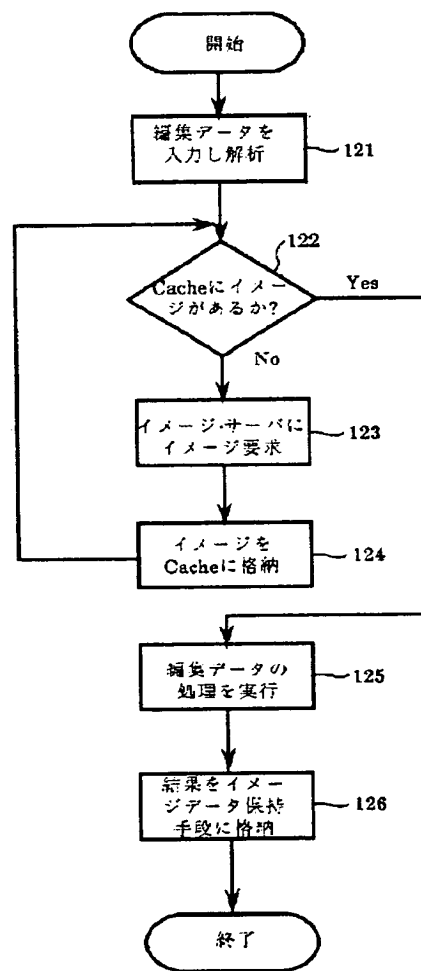 開始
編集データを
入力し解析
121
122
Cacheにイメー
ジがあるか?
Yes
No
イメージ・サーバに
イメージ要求
123
イメージを
Cacheに格納
124
編集データの
処理を実行
125
結果をイメー
ジデータ保持
手段に格納
126
終了